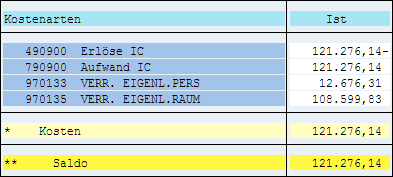 Kostenarten Ist
490900 Erlöse IC 121.276,14-
790900 Aufwand IC 121.276,14
970133 VERR. EIGENL.PERS 12.676,31
970135 VERR. EIGENL.RAUM 108.599,83
* Kosten 121.276,14
** Saldo 121.276,14